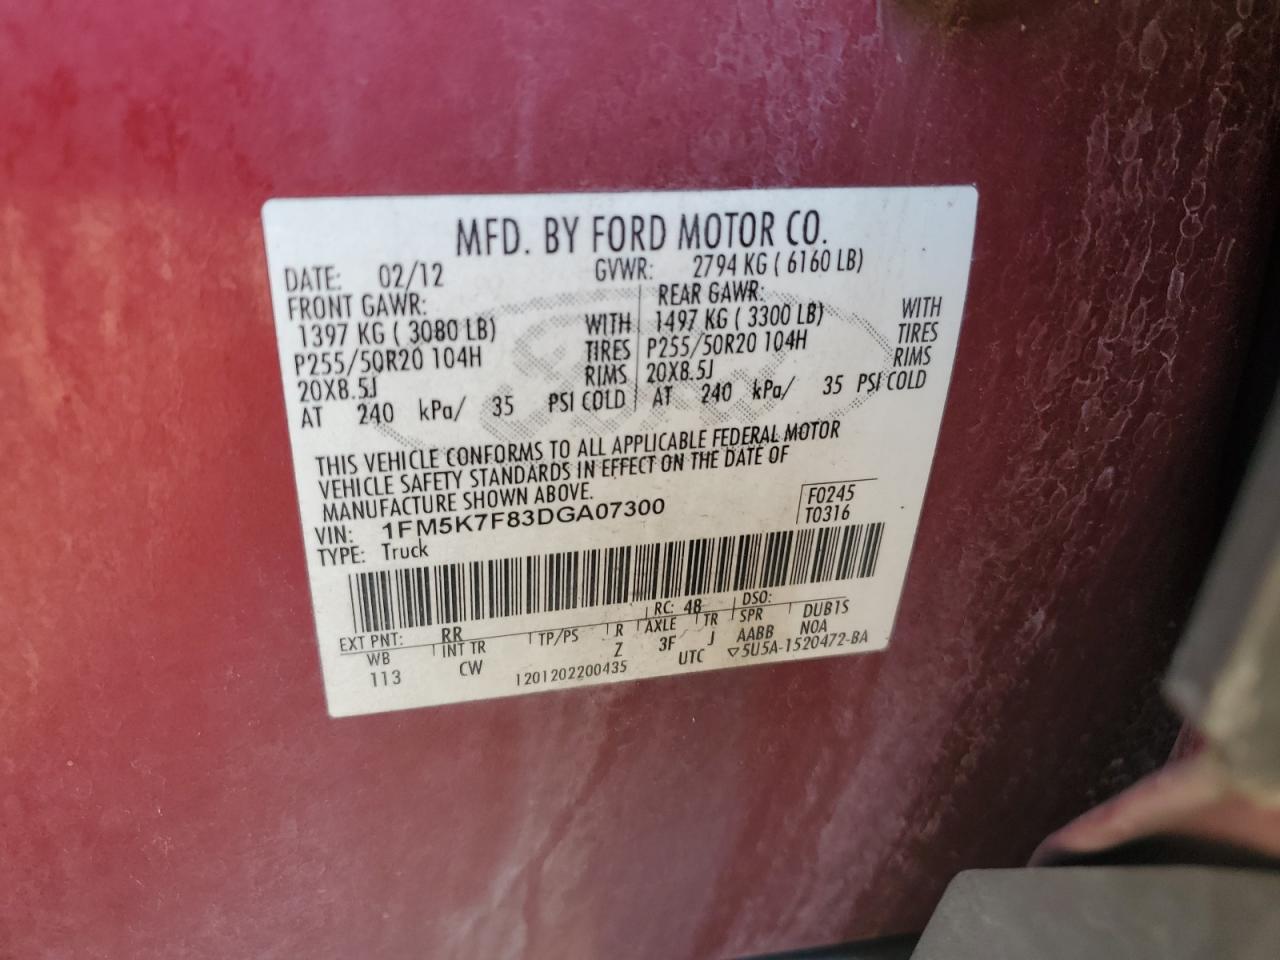 MFD. BY FORD MOTOR CO.
DATE: 02/12 GVWR: 2794 KG ( 6160 LB)
FRONT GAWR: REAR GAWR:
1397 KG ( 3080 LB) WITH 1497 KG ( 3300 LB) WITH
P255/50R20 104H TIRES P255/50R20 104H TIRES
20X8.5J RIMS 20X8.5J RIMS
AT 240 kPa/ 35 PSI COLD AT 240 kPa/ 35 PSI COLD
THIS VEHICLE CONFORMS TO ALL APPLICABLE FEDERAL MOTOR
VEHICLE SAFETY STANDARDS IN EFFECT ON THE DATE OF
MANUFACTURE SHOWN ABOVE.
VIN: 1FM5K7F83DGA07300 F0245
TYPE: Truck T0316
EXT PNT: RR RC: 48 DSO:
WB INT TR TP/PS R AXLE TR SPR DUB1S
113 CW Z 3F J AABB NOA
1201202200435 UTC ▽5U5A-1520472-BA